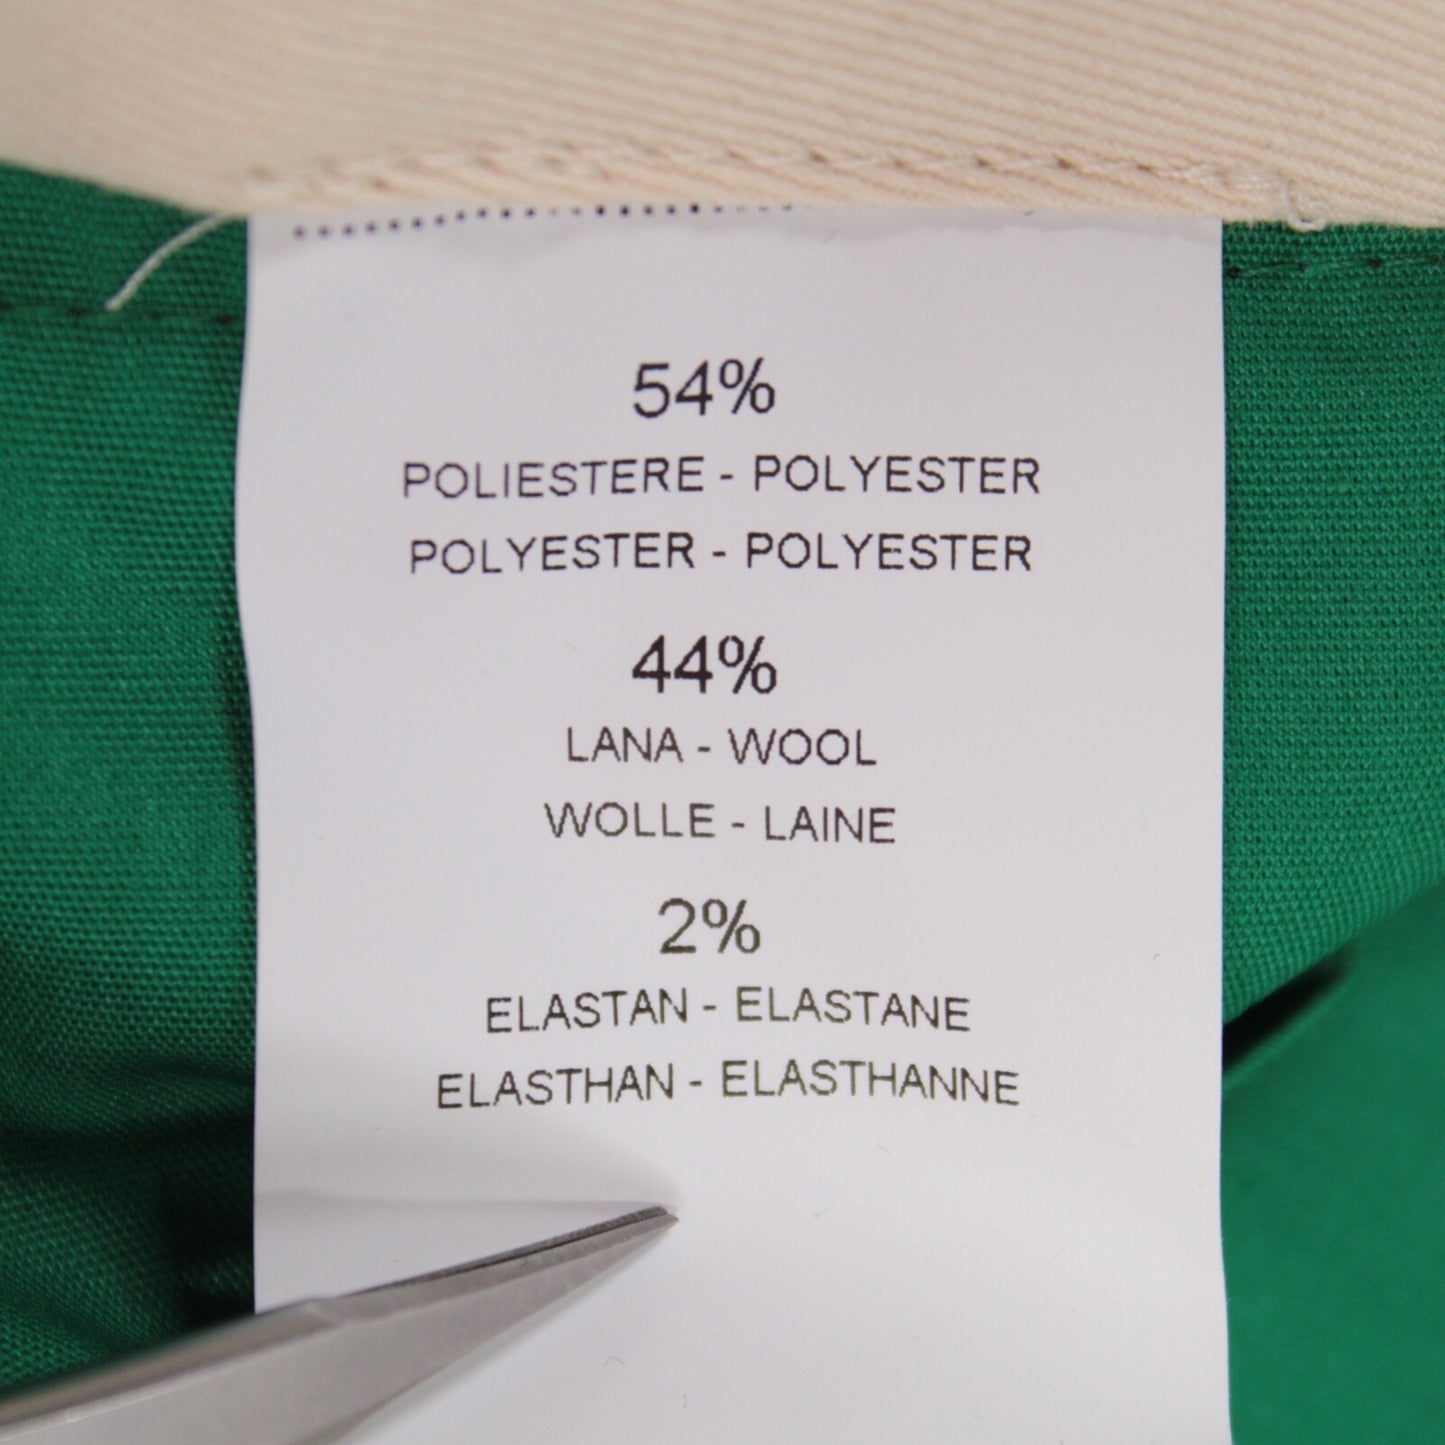 54%
POLIESTERE - POLYESTER
POLYESTER - POLYESTER
44%
LANA - WOOL
WOLLE - LAINE
2%
ELASTAN - ELASTANE
ELASTHAN - ELASTHANNE